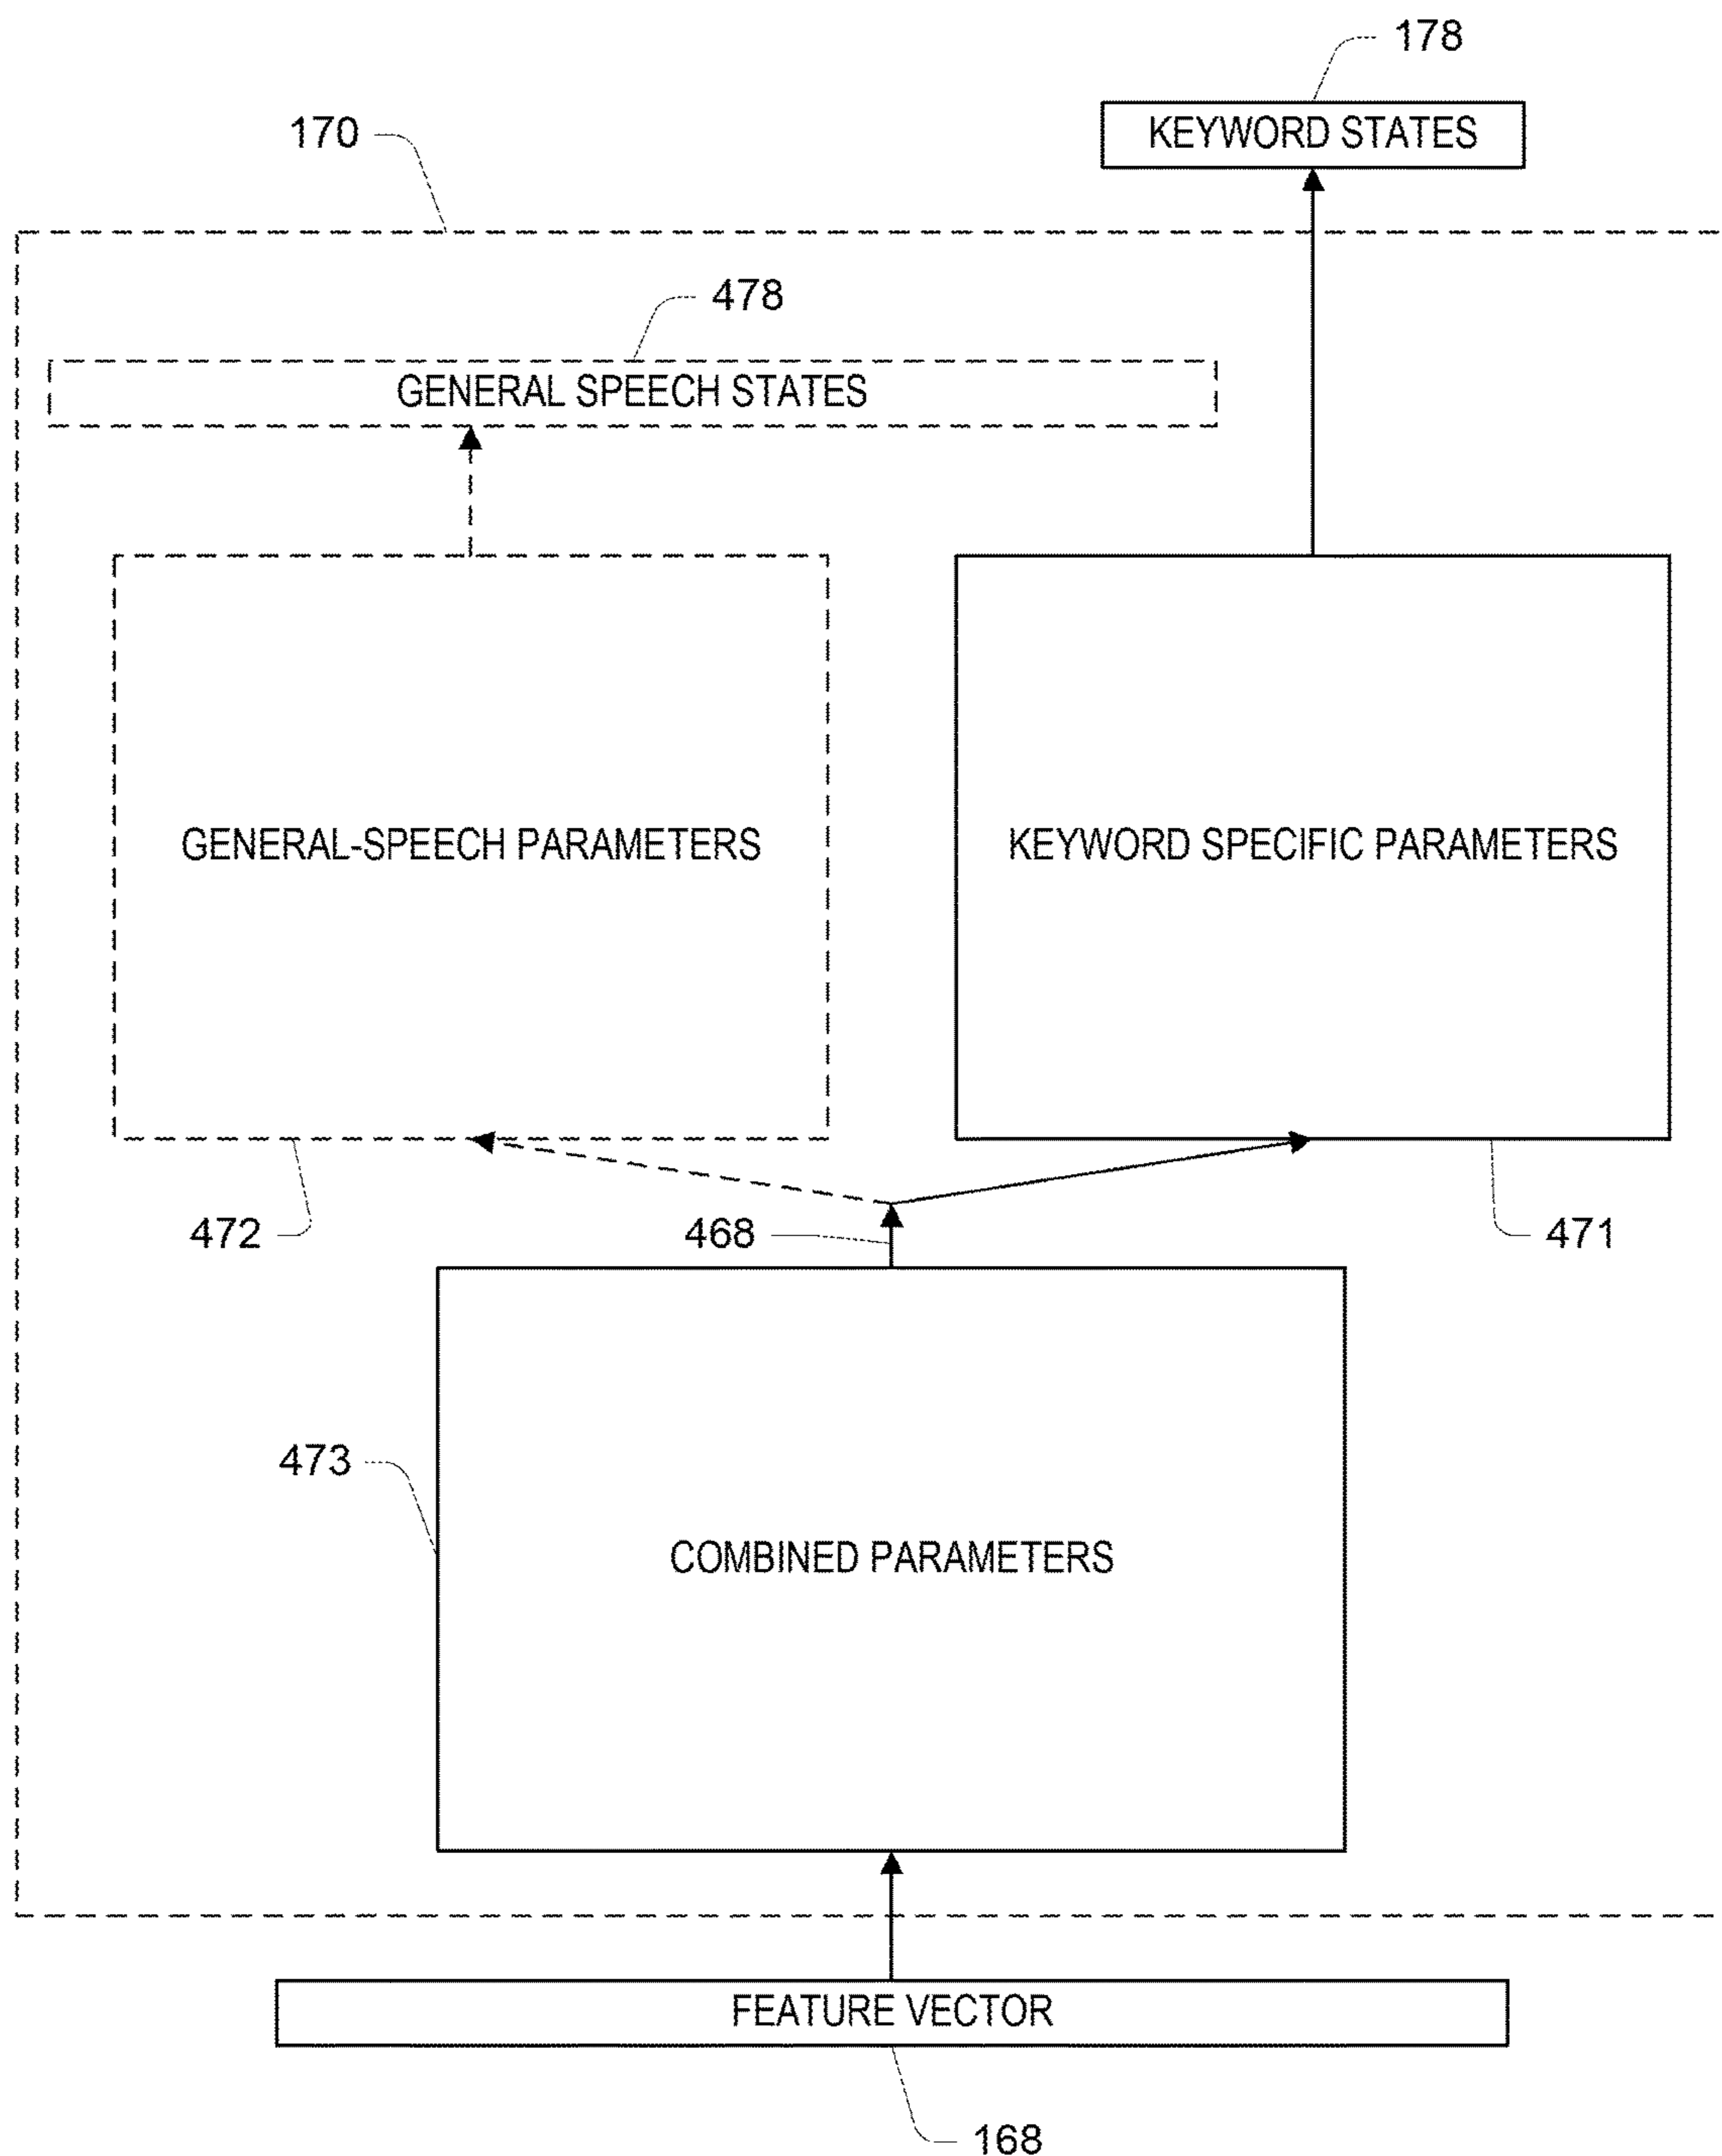 178
KEYWORD STATES
170
478
GENERAL SPEECH STATES
GENERAL-SPEECH PARAMETERS
KEYWORD SPECIFIC PARAMETERS
472
468
471
473
COMBINED PARAMETERS
FEATURE VECTOR
168